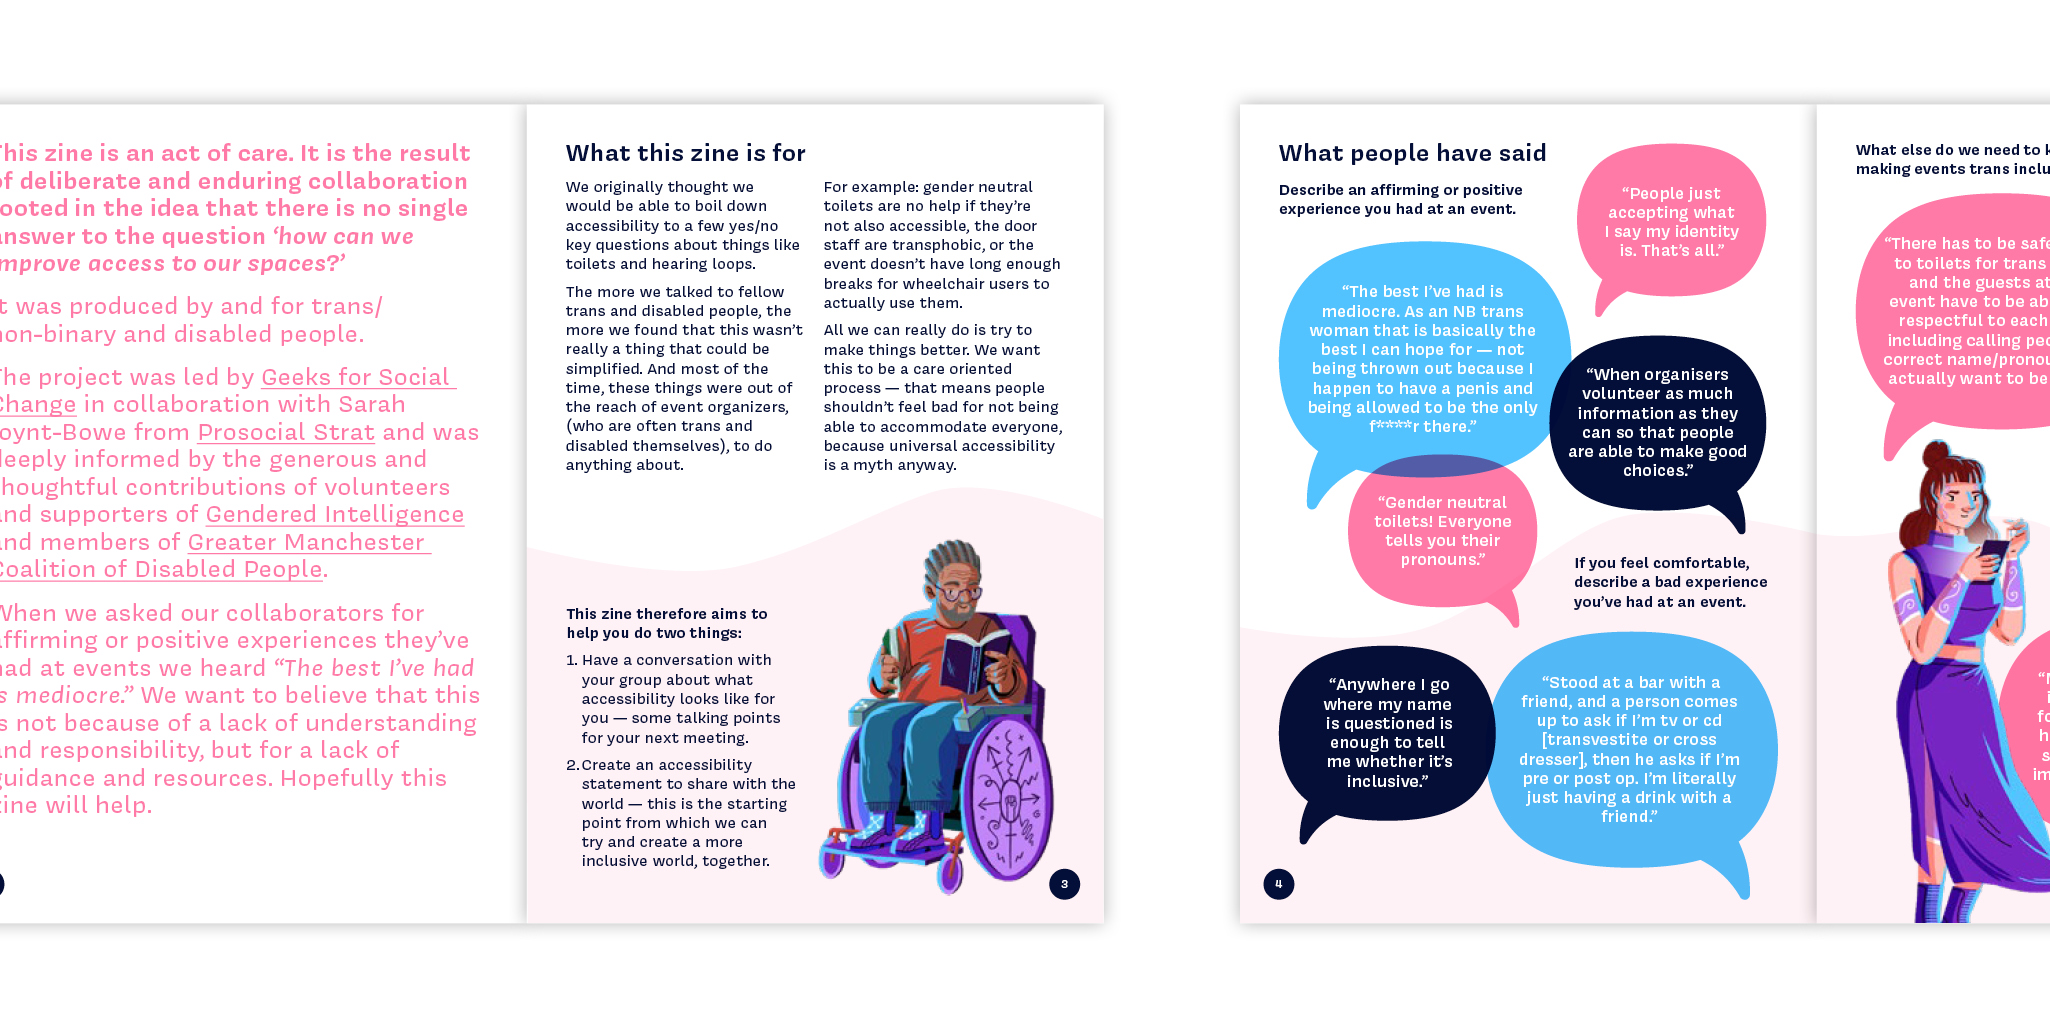 This zine is an act of care. It is the result
of deliberate and enduring collaboration
ooted in the idea that there is no single
answer to the question ‘how can we
mprove access to our spaces?’
It was produced by and for trans/
non-binary and disabled people.
The project was led by Geeks for Social
Change in collaboration with Sarah
oynt-Bowe from Prosocial Strat and was
deeply informed by the generous and
thoughtful contributions of volunteers
and supporters of Gendered Intelligence
and members of Greater Manchester
Coalition of Disabled People.
When we asked our collaborators for
affirming or positive experiences they’ve
had at events we heard “The best I’ve had
is mediocre.” We want to believe that this
is not because of a lack of understanding
and responsibility, but for a lack of
guidance and resources. Hopefully this
zine will help.
What this zine is for
We originally thought we
would be able to boil down
accessibility to a few yes/no
key questions about things like
toilets and hearing loops.
The more we talked to fellow
trans and disabled people, the
more we found that this wasn’t
really a thing that could be
simplified. And most of the
time, these things were out of
the reach of event organizers,
(who are often trans and
disabled themselves), to do
anything about.
For example: gender neutral
toilets are no help if they’re
not also accessible, the door
staff are transphobic, or the
event doesn’t have long enough
breaks for wheelchair users to
actually use them.
All we can really do is try to
make things better. We want
this to be a care oriented
process — that means people
shouldn’t feel bad for not being
able to accommodate everyone,
because universal accessibility
is a myth anyway.
This zine therefore aims to
help you do two things:
1. Have a conversation with
your group about what
accessibility looks like for
you — some talking points
for your next meeting.
2. Create an accessibility
statement to share with the
world — this is the starting
point from which we can
try and create a more
inclusive world, together.
3
What people have said
Describe an affirming or positive
experience you had at an event.
“People just
accepting what
I say my identity
is. That’s all.”
“The best I’ve had is
mediocre. As an NB trans
woman that is basically the
best I can hope for — not
being thrown out because I
happen to have a penis and
being allowed to be the only
f****r there.”
“When organisers
volunteer as much
information as they
can so that people
are able to make good
choices.”
“Gender neutral
toilets! Everyone
tells you their
pronouns.”
If you feel comfortable,
describe a bad experience
you’ve had at an event.
“Anywhere I go
where my name
is questioned is
enough to tell
me whether it’s
inclusive.”
“Stood at a bar with a
friend, and a person comes
up to ask if I’m tv or cd
[transvestite or cross
dresser], then he asks if I’m
pre or post op. I’m literally
just having a drink with a
friend.”
4
What else do we need to k
making events trans inclu
“There has to be safe
to toilets for trans
and the guests at
event have to be ab
respectful to each
including calling peo
correct name/pronou
actually want to be